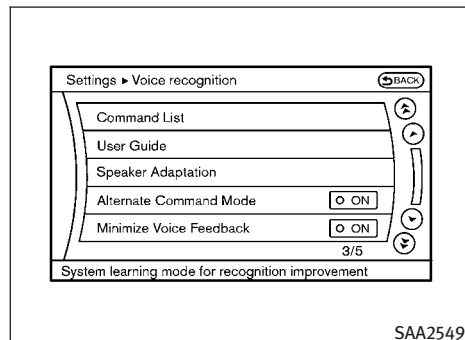 Settings ▸ Voice recognition
BACK
Command List
User Guide
Speaker Adaptation
Alternate Command Mode ON
Minimize Voice Feedback ON
3/5
System learning mode for recognition improvement
SAA2549